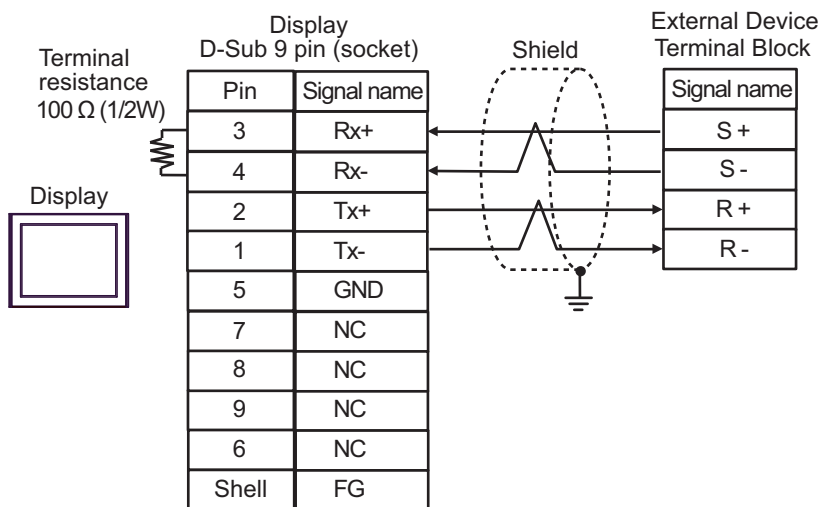 Display
D-Sub 9 pin (socket)
Terminal
resistance
100 Ω (1/2W)
Shield
External Device
Terminal Block
Pin Signal name
Signal name
3 Rx+
S +
4 Rx-
S -
Display
2 Tx+
R +
1 Tx-
R -
5 GND
7 NC
8 NC
9 NC
6 NC
Shell FG